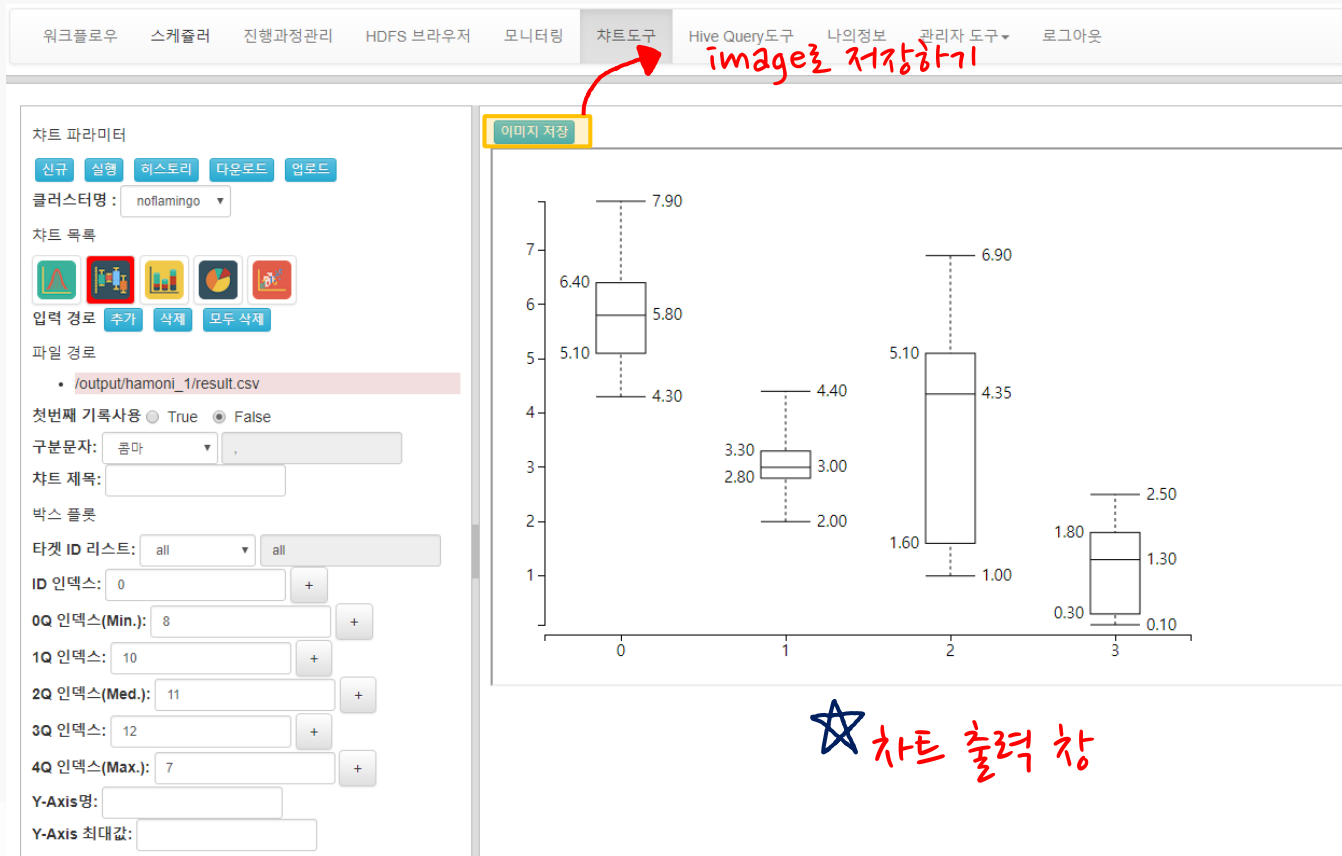 워크플로우 스케쥴러 진행과정관리 HDFS 브라우저 모니터링 챠트도구 Hive Query도구 나의정보 관리자 도구 로그아웃
image로 저장하기
챠트 파라미터
신규 실행 히스토리 다운로드 업로드
클러스터명 : noflamingo
챠트 목록
입력 경로 추가 삭제 모두 삭제
파일 경로
/output/hamoni_1/result.csv
첫번째 기록사용 True False
구분문자: 콤마 ,
챠트 제목:
박스 플롯
타겟 ID 리스트: all all
ID 인덱스: 0 +
0Q 인덱스(Min.): 8 +
1Q 인덱스: 10 +
2Q 인덱스(Med.): 11 +
3Q 인덱스: 12 +
4Q 인덱스(Max.): 7 +
Y-Axis명:
Y-Axis 최대값:
이미지 저장
7.90
7 6.90
6.40
6 5.80
5.10 5.10
5
4.30 4.40 4.35
4
3.30
3 3.00
2.80 2.50
2 2.00 1.80
1.60 1.30
1 1.00
0.30
0.10
0 1 2 3
차트 출력 창